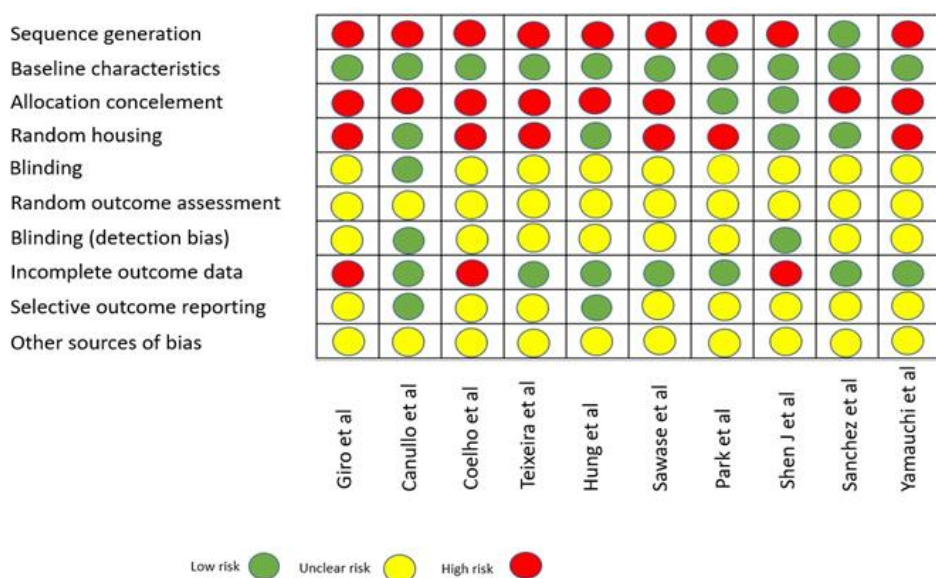 Sequence generation
Baseline characteristics
Allocation concelement
Random housing
Blinding
Random outcome assessment
Blinding (detection bias)
Incomplete outcome data
Selective outcome reporting
Other sources of bias
Giro et al
Canullo et al
Coelho et al
Teixeira et al
Hung et al
Sawase et al
Park et al
Shen J et al
Sanchez et al
Yamauchi et al
Low risk Unclear risk High risk